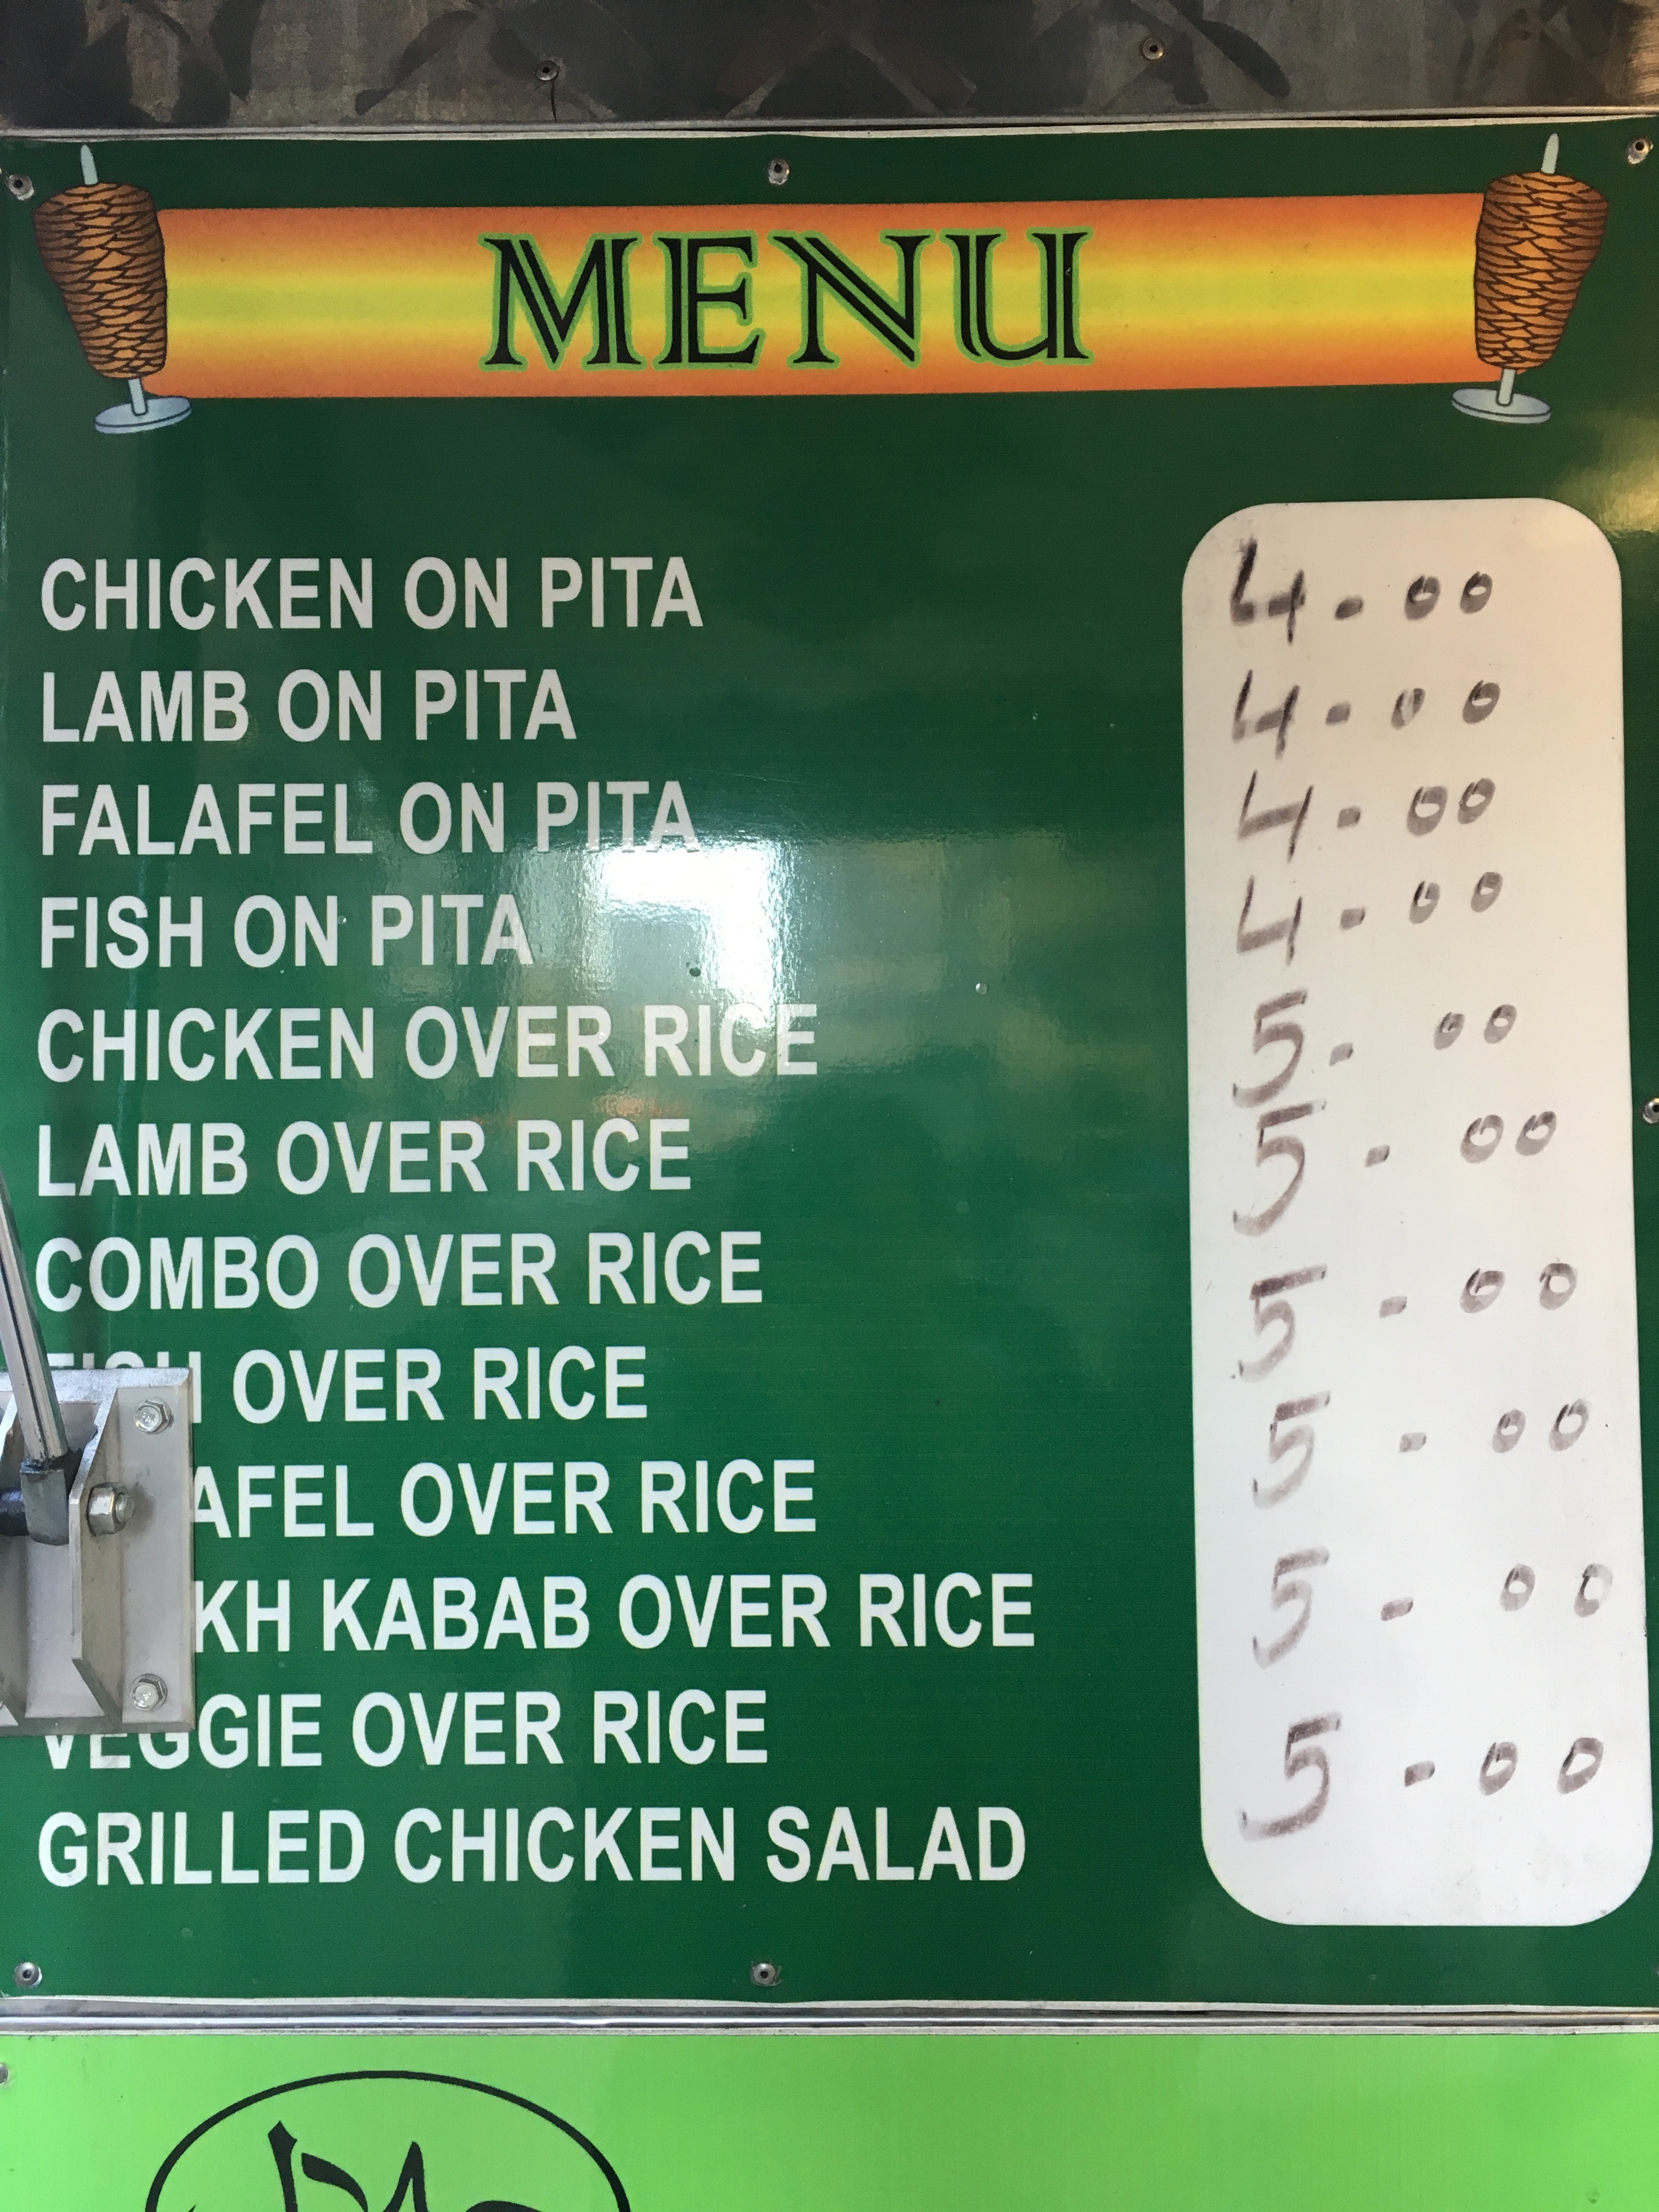 MENU
CHICKEN ON PITA 4-00
LAMB ON PITA 4-00
FALAFEL ON PITA 4-00
FISH ON PITA 4-00
CHICKEN OVER RICE 5-00
LAMB OVER RICE 5-00
COMBO OVER RICE 5-00
FISH OVER RICE 5-00
AFEL OVER RICE
KH KABAB OVER RICE 5-00
VEGGIE OVER RICE 5-00
GRILLED CHICKEN SALAD